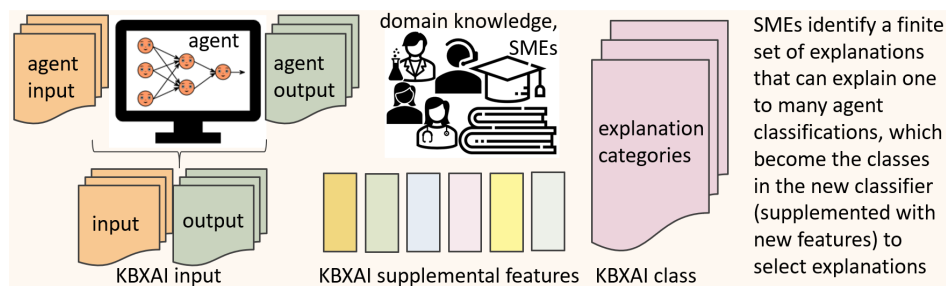 agent
input
agent
agent
output
input
output
KBXAI input
domain knowledge,
SMEs
KBXAI supplemental features
explanation
categories
KBXAI class
SMEs identify a finite
set of explanations
that can explain one
to many agent
classifications, which
become the classes
in the new classifier
(supplemented with
new features) to
select explanations